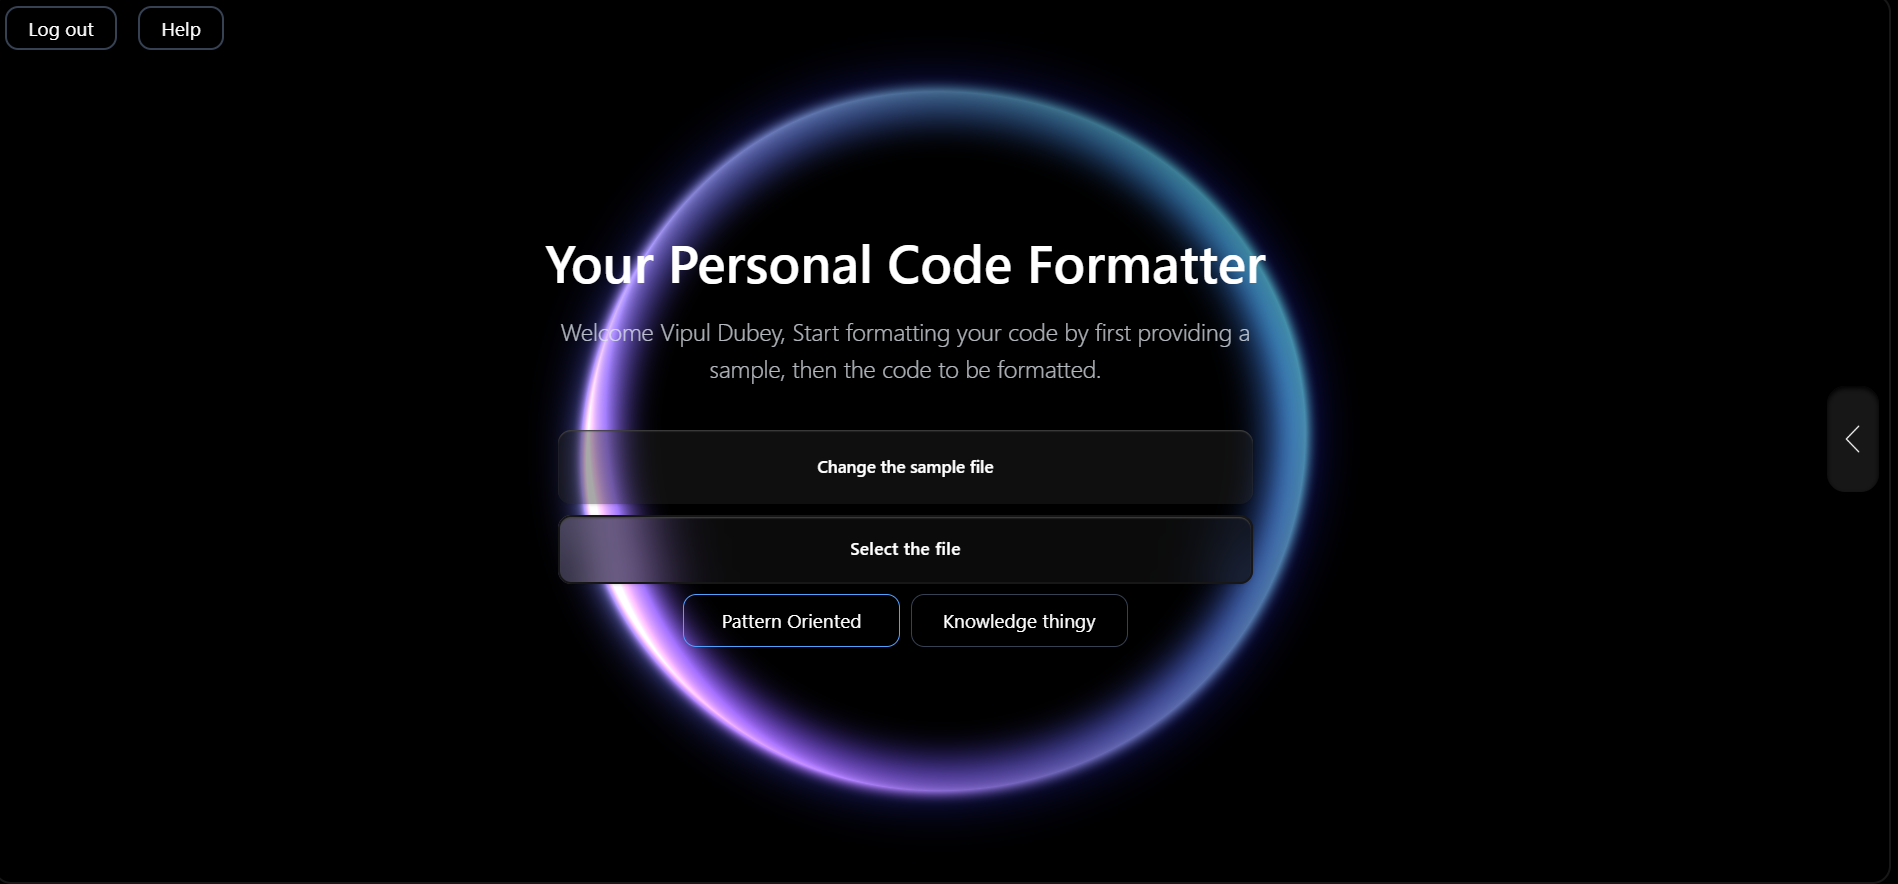 Log out
Help
Your Personal Code Formatter
Welcome Vipul Dubey, Start formatting your code by first providing a
sample, then the code to be formatted.
Change the sample file
Select the file
Pattern Oriented
Knowledge thingy